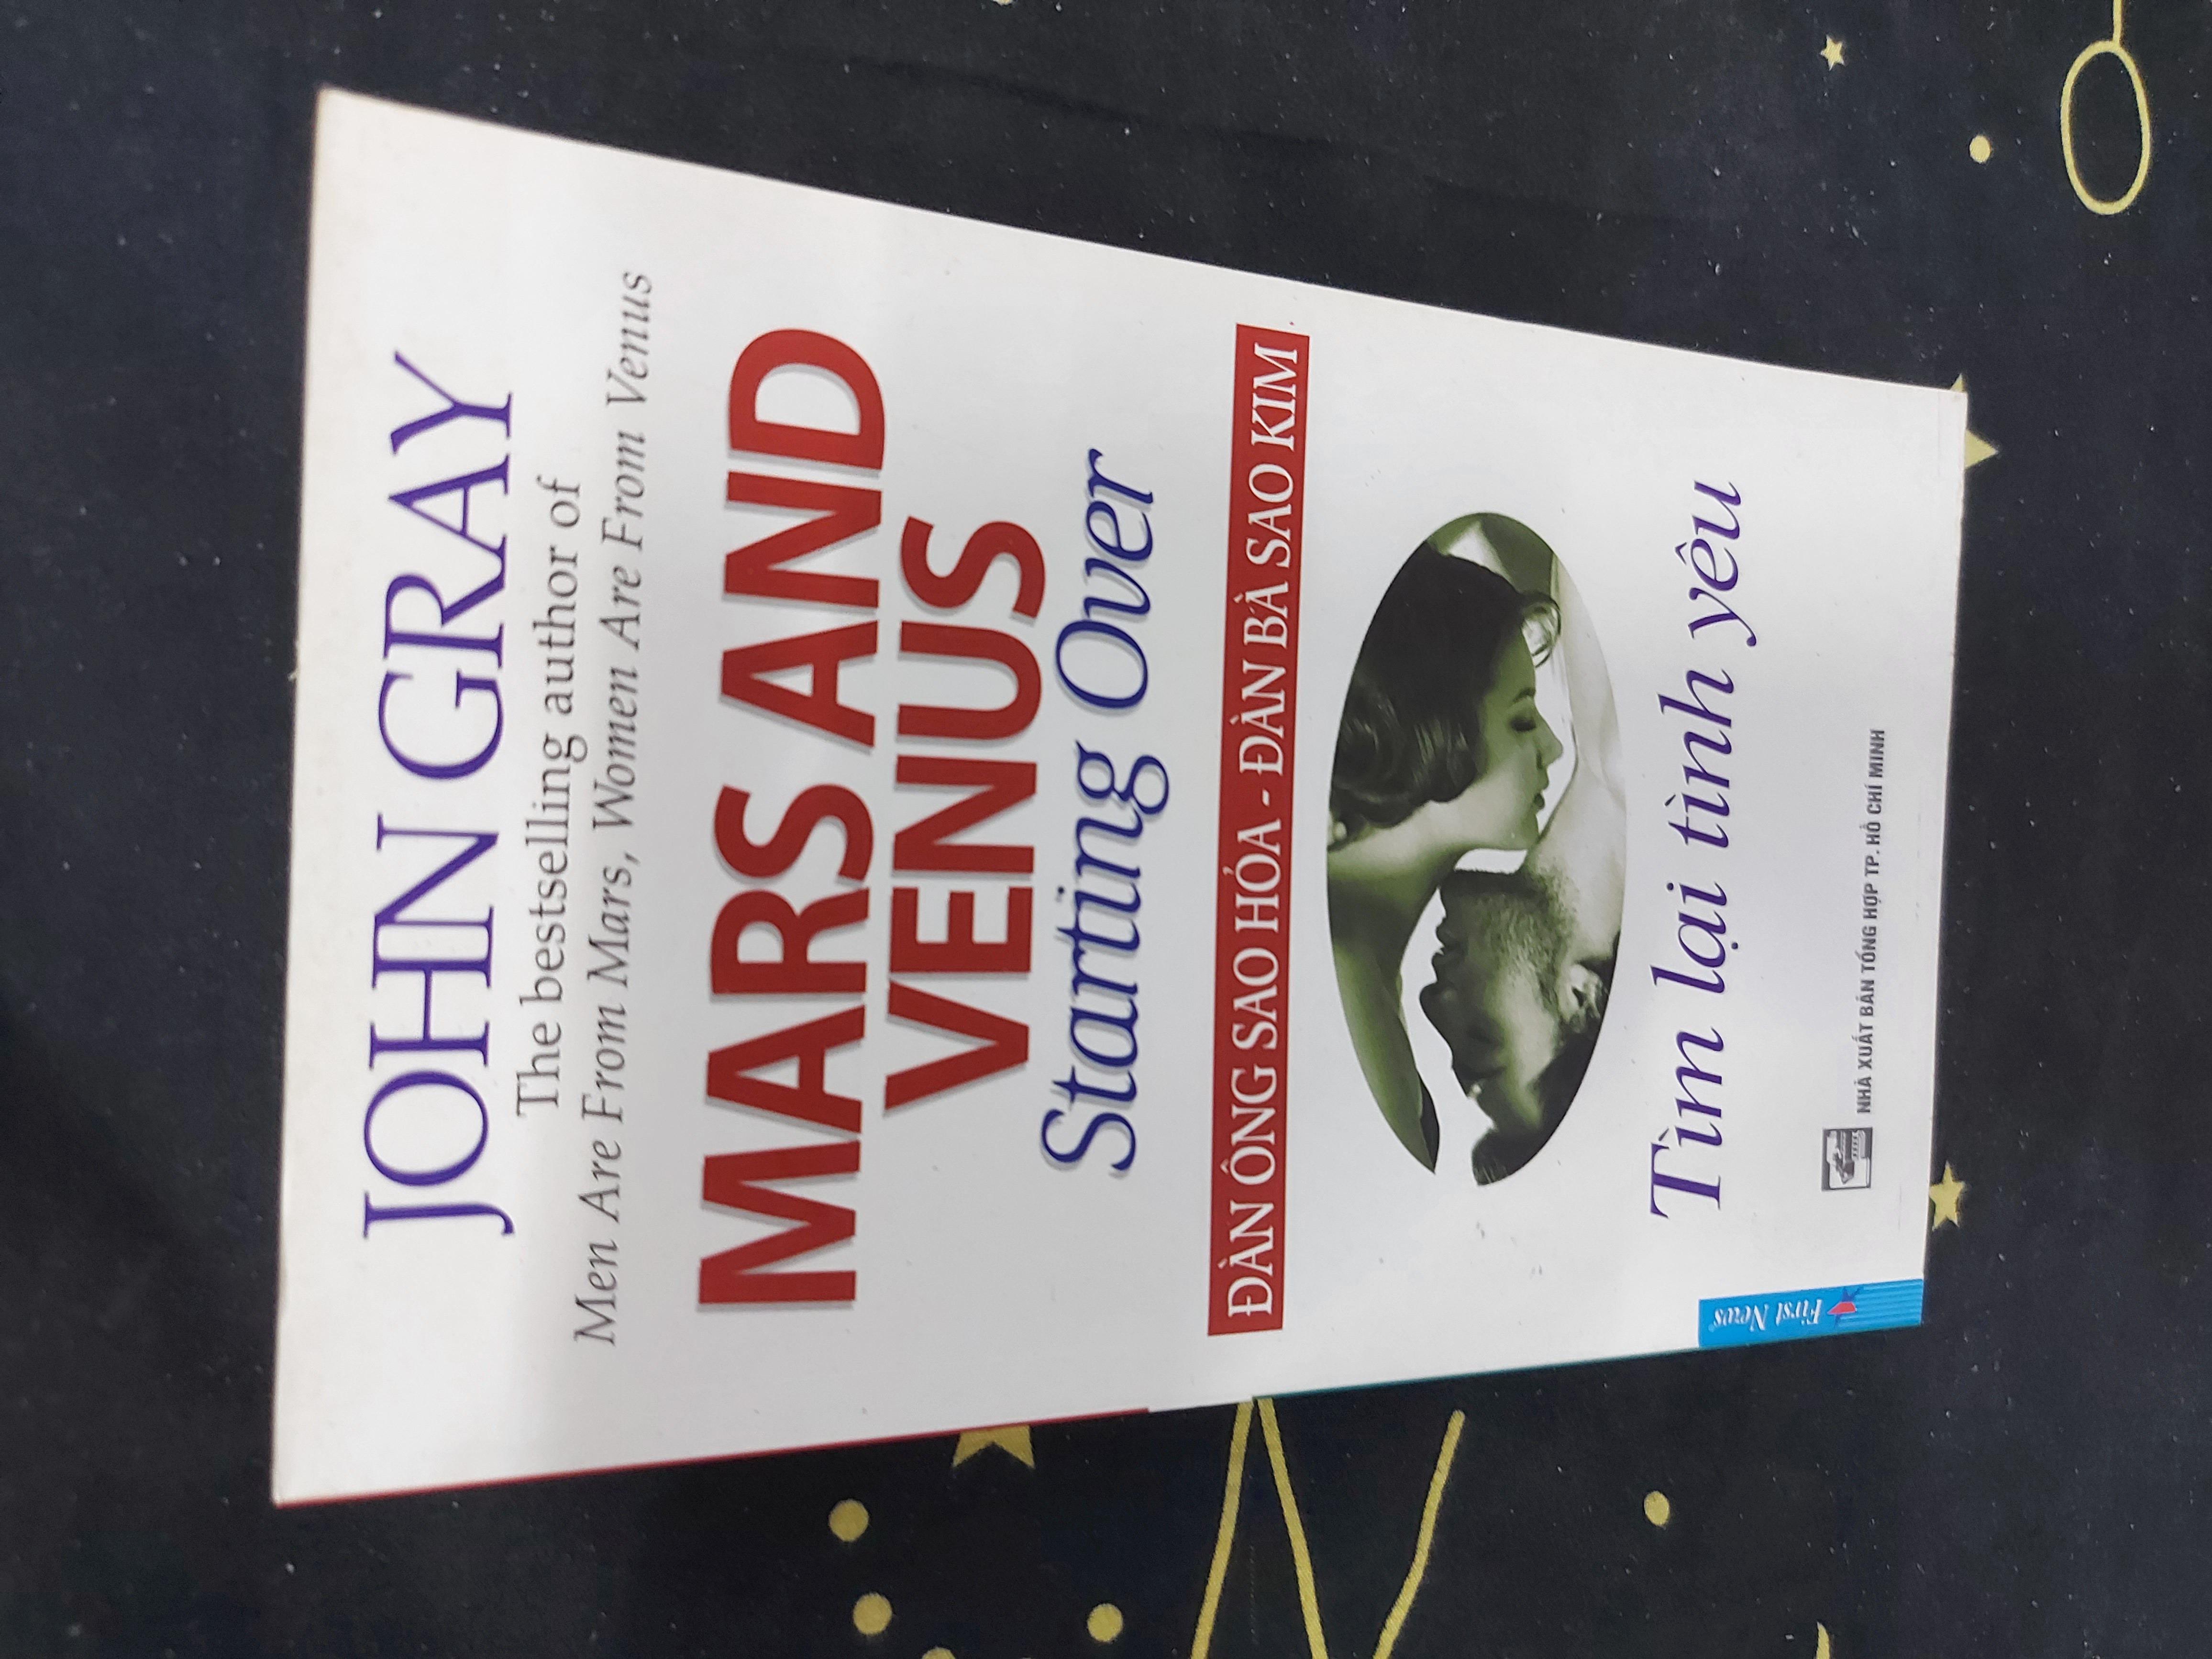 JOHN GRAY
The bestselling author of
Men Are From Mars, Women Are From Venus
MARS AND
VENUS
Starting Over
ĐÀN ÔNG SAO HỎA - ĐÀN BÀ SAO KIM
Tìm lại tình yêu
First News®
NHÀ XUẤT BẢN TỔNG HỢP TP. HỒ CHÍ MINH